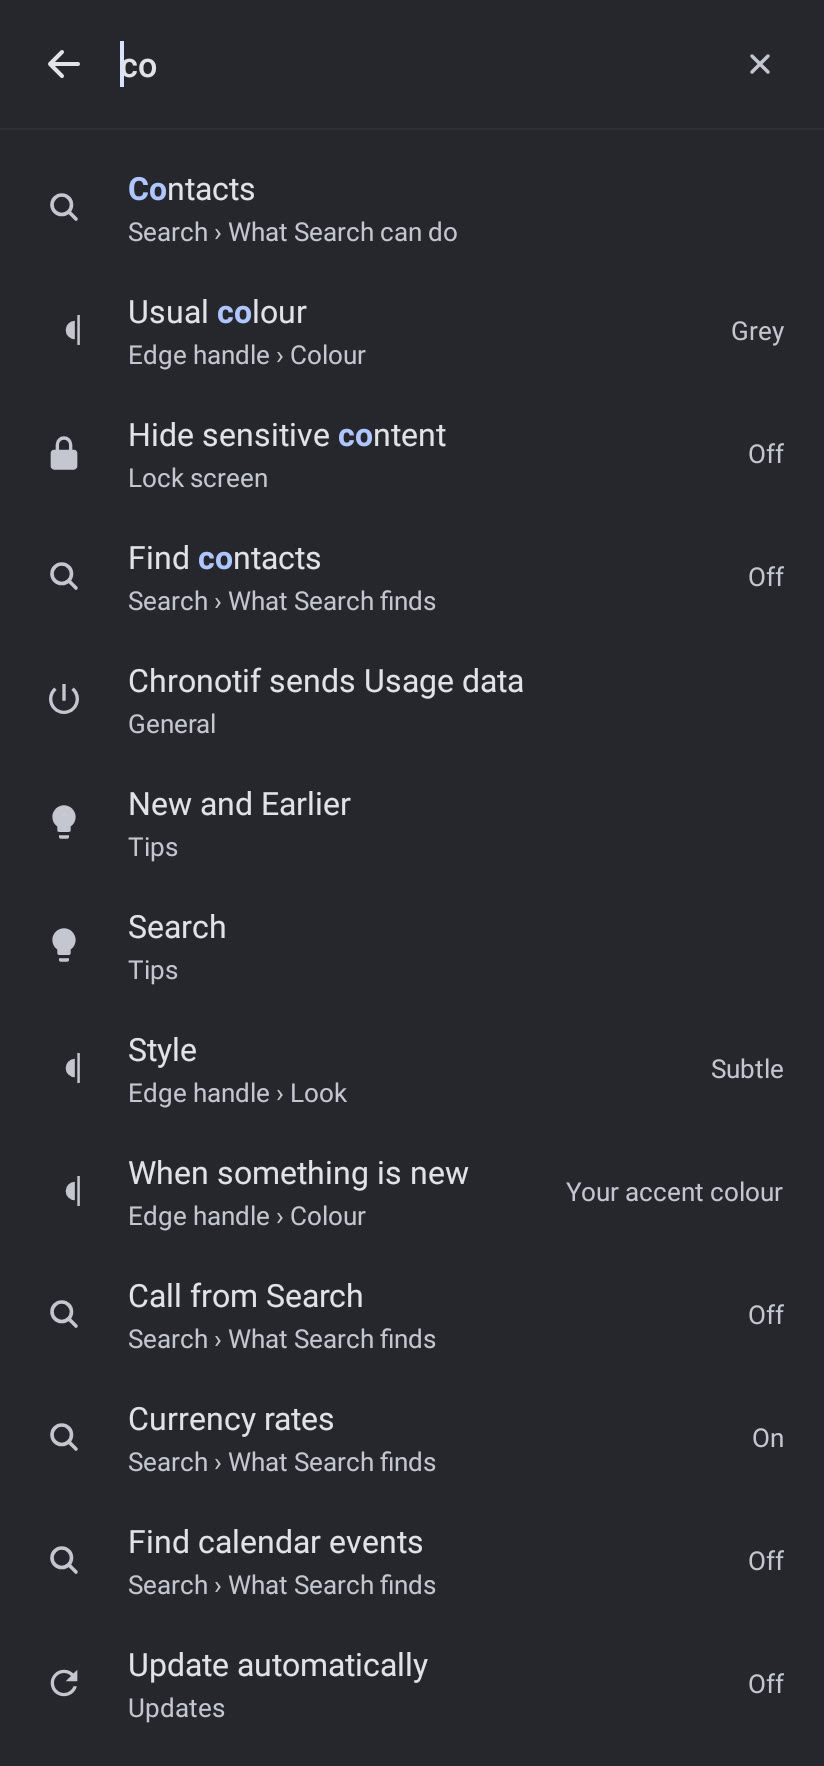 co
Contacts
Search › What Search can do
Usual colour
Edge handle › Colour
Grey
Hide sensitive content
Lock screen
Off
Find contacts
Search › What Search finds
Off
Chronotif sends Usage data
General
New and Earlier
Tips
Search
Tips
Style
Edge handle › Look
Subtle
When something is new
Edge handle › Colour
Your accent colour
Call from Search
Search › What Search finds
Off
Currency rates
Search › What Search finds
On
Find calendar events
Search › What Search finds
Off
Update automatically
Updates
Off